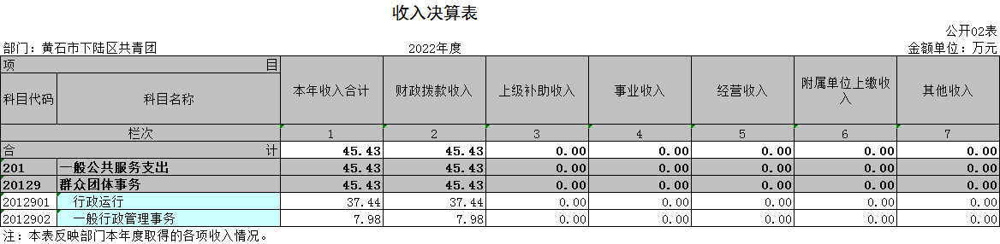 收入决算表
公开02表
部门：黄石市下陆区共青团 2022年度 金额单位：万元
项 目 本年收入合计 财政拨款收入 上级补助收入 事业收入 经营收入 附属单位上缴收入 其他收入
科目代码 科目名称
栏次 1 2 3 4 5 6 7
合 计 45.43 45.43 0.00 0.00 0.00 0.00 0.00
201 一般公共服务支出 45.43 45.43 0.00 0.00 0.00 0.00 0.00
20129 群众团体事务 45.43 45.43 0.00 0.00 0.00 0.00 0.00
2012901 行政运行 37.44 37.44 0.00 0.00 0.00 0.00 0.00
2012902 一般行政管理事务 7.98 7.98 0.00 0.00 0.00 0.00 0.00
注：本表反映部门本年度取得的各项收入情况。